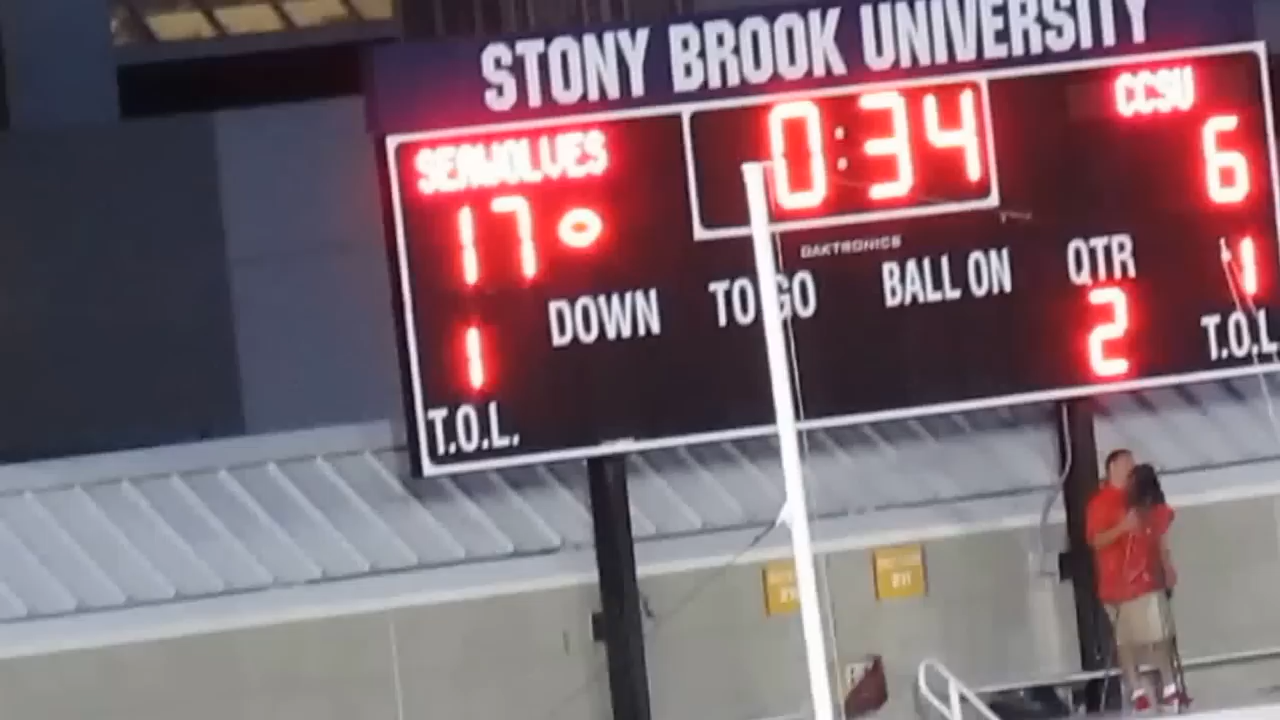 STONY BROOK UNIVERSITY
SEAWOLVES 0:34 CCSU
17 6
DAKTRONICS
DOWN TO GO BALL ON QTR 1
1 2
T.O.L. T.O.L